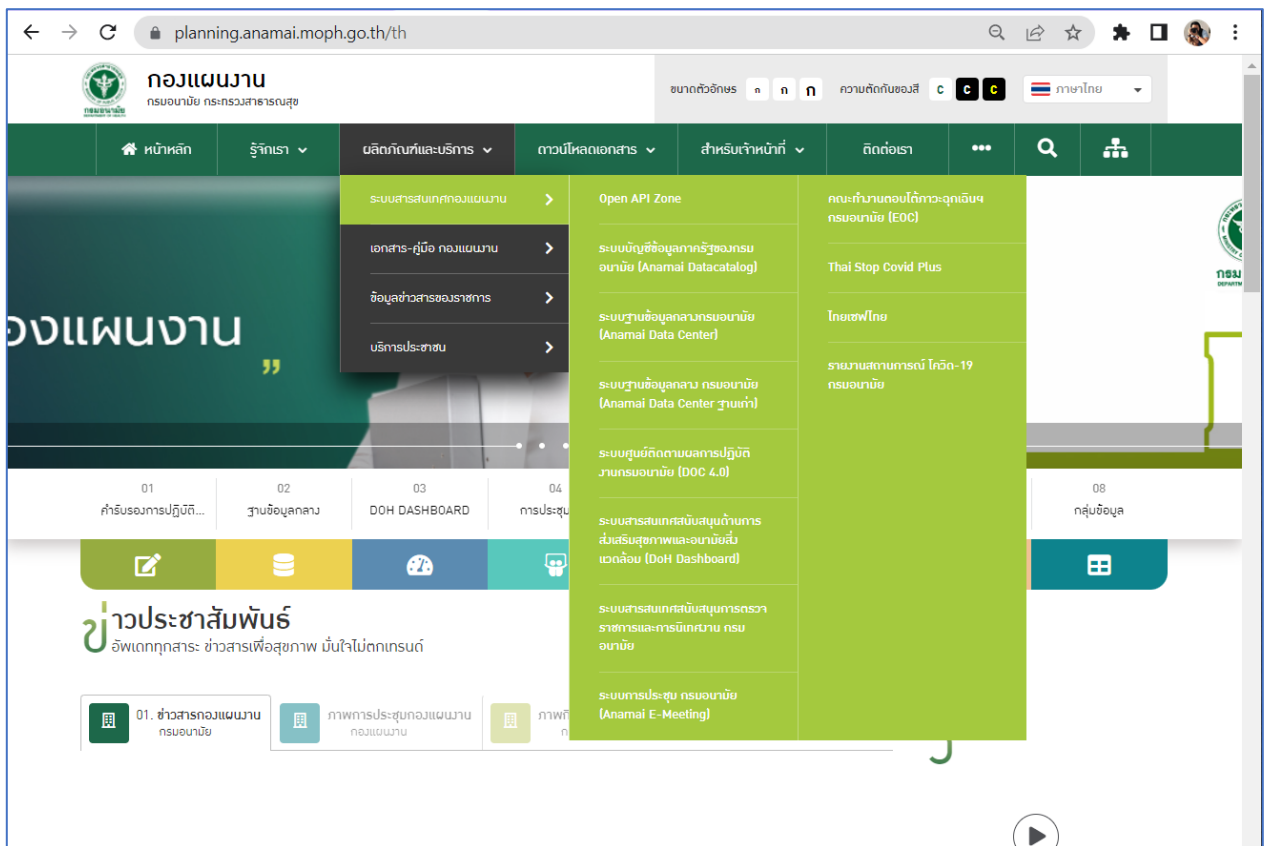 planning.anamai.moph.go.th/th
กองแผนงาน
กรมอนามัย กระทรวงสาธารณสุข
กรมอนามัย
DEPARTMENT OF HEALTH
ขนาดตัวอักษร ก ก ก ความตัดกันของสี C C C ภาษาไทย
หน้าหลัก รู้จักเรา ผลิตภัณฑ์และบริการ ดาวน์โหลดเอกสาร สำหรับเจ้าหน้าที่ ติดต่อเรา •••
ระบบสารสนเทศกองแผนงาน
เอกสาร-คู่มือ กองแผนงาน
ข้อมูลข่าวสารของราชการ
บริการประชาชน
Open API Zone
ระบบบัญชีข้อมูลภาครัฐของกรม
อนามัย (Anamai Datacatalog)
ระบบฐานข้อมูลกลางกรมอนามัย
(Anamai Data Center)
ระบบฐานข้อมูลกลาง กรมอนามัย
(Anamai Data Center ฐานเก่า)
ระบบศูนย์ติดตามผลการปฏิบัติ
งานกรมอนามัย (DOC 4.0)
ระบบสารสนเทศสนับสนุนด้านการ
ส่งเสริมสุขภาพและอนามัยสิ่ง
แวดล้อม (DoH Dashboard)
ระบบสารสนเทศสนับสนุนการตรวจ
ราชการและการนิเทศงาน กรม
อนามัย
ระบบการประชุม กรมอนามัย
(Anamai E-Meeting)
คณะทำงานตอบโต้ภาวะฉุกเฉินฯ
กรมอนามัย (EOC)
Thai Stop Covid Plus
ไทยเซฟไทย
รายงานสถานการณ์ โควิด-19
กรมอนามัย
องแผนงาน
”
กรม
01
คำรับรองการปฏิบัติ...
02
ฐานข้อมูลกลาง
03
DOH DASHBOARD
04
การประชุม
08
กลุ่มข้อมูล
ข่าวประชาสัมพันธ์
อัพเดททุกสาระ ข่าวสารเพื่อสุขภาพ มั่นใจไม่ตกเทรนด์
01. ข่าวสารกองแผนงาน
กรมอนามัย
ภาพการประชุมกองแผนงาน
กองแผนงาน